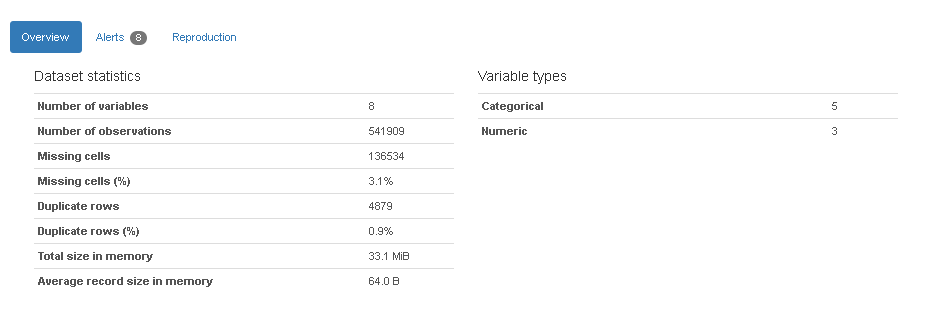 Overview Alerts 8 Reproduction
Dataset statistics
Number of variables 8
Number of observations 541909
Missing cells 136534
Missing cells (%) 3.1%
Duplicate rows 4879
Duplicate rows (%) 0.9%
Total size in memory 33.1 MiB
Average record size in memory 64.0 B
Variable types
Categorical 5
Numeric 3